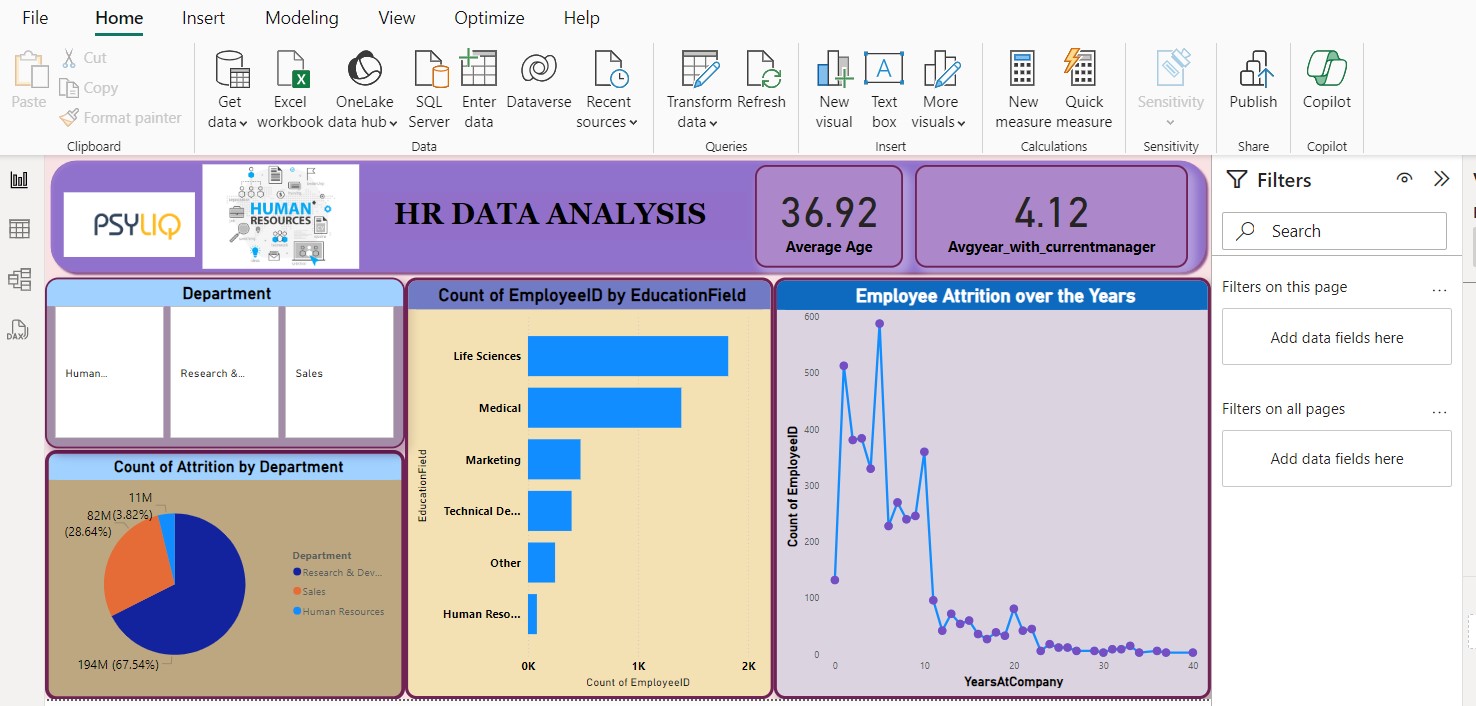 File Home Insert Modeling View Optimize Help
Paste
Cut
Copy
Format painter
Clipboard
Get data
Excel workbook
OneLake data hub
SQL Server
Enter data
Dataverse
Recent sources
Data
Transform data
Refresh
Queries
New visual
Text box
More visuals
Insert
New measure
Quick measure
Calculations
Sensitivity
Sensitivity
Publish
Share
Copilot
Copilot
DAX
PSYLIQ
HUMAN
RESOURCES
HR DATA ANALYSIS
36.92
Average Age
4.12
Avgyear_with_currentmanager
Department
Human...
Research &...
Sales
Count of Attrition by Department
11M
(3.82%)
82M
(28.64%)
194M (67.54%)
Department
Research & Dev...
Sales
Human Resources
Count of EmployeeID by EducationField
EducationField
Life Sciences
Medical
Marketing
Technical De...
Other
Human Reso...
0K 1K 2K
Count of EmployeeID
Employee Attrition over the Years
Count of EmployeeID
600
500
400
300
200
100
0
0 10 20 30 40
YearsAtCompany
Filters
Search
Filters on this page ...
Add data fields here
Filters on all pages ...
Add data fields here